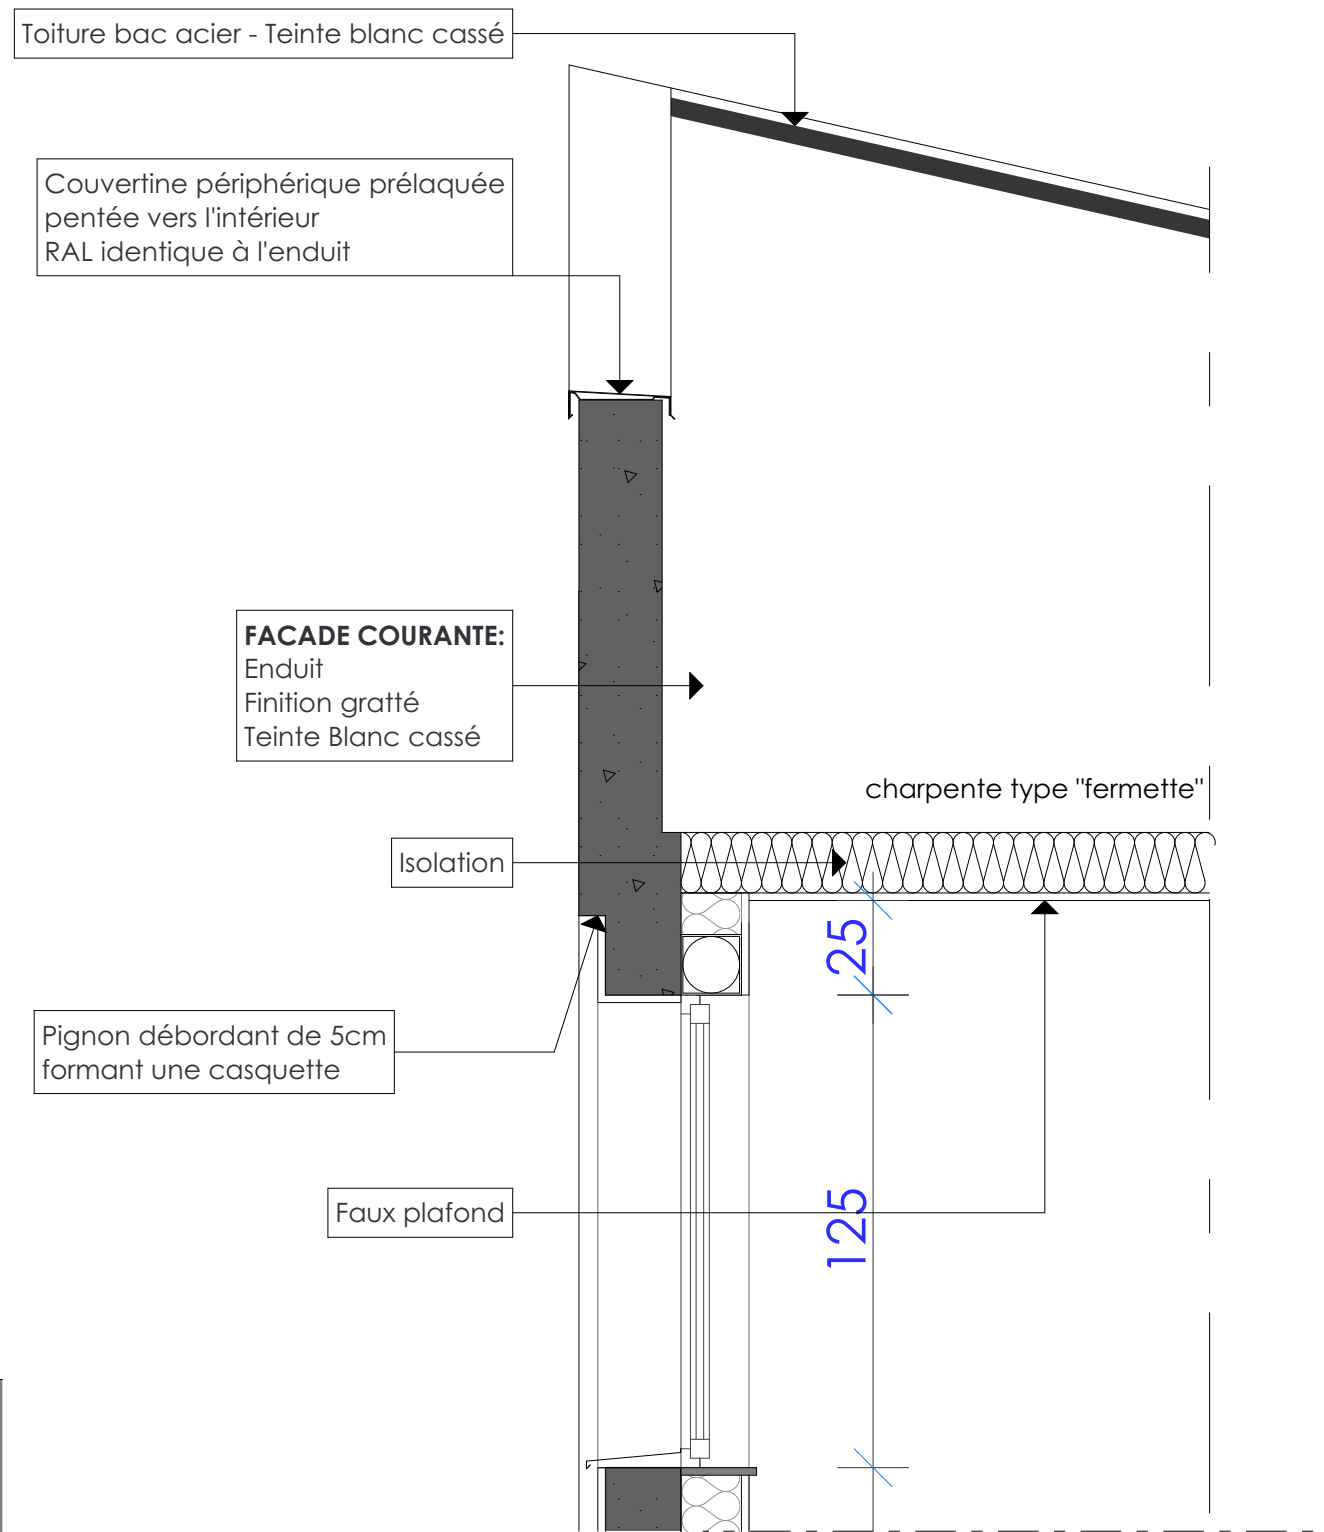 Toiture bac acier - Teinte blanc cassé
Couvertine périphérique prélaquée
pentée vers l'intérieur
RAL identique à l'enduit
FACADE COURANTE:
Enduit
Finition gratté
Teinte Blanc cassé
charpente type "fermette"
Isolation
25
Pignon débordant de 5cm
formant une casquette
Faux plafond
125